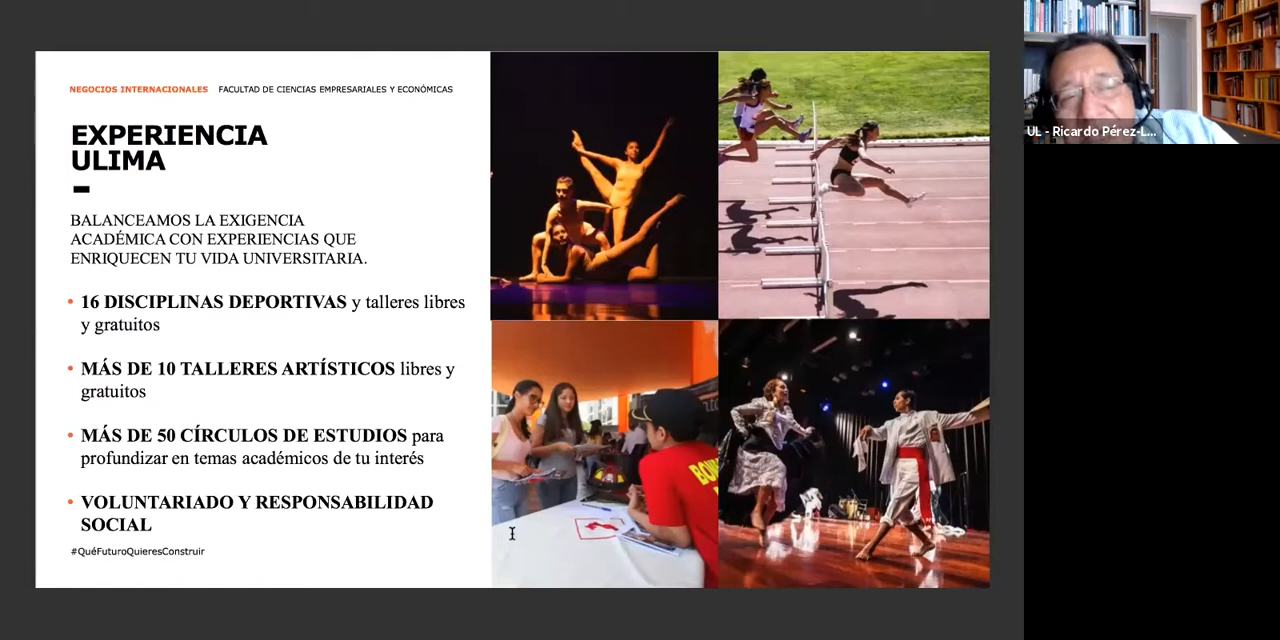 NEGOCIOS INTERNACIONALES FACULTAD DE CIENCIAS EMPRESARIALES Y ECONÓMICAS
EXPERIENCIA
ULIMA
BALANCEAMOS LA EXIGENCIA
ACADÉMICA CON EXPERIENCIAS QUE
ENRIQUECEN TU VIDA UNIVERSITARIA.
• 16 DISCIPLINAS DEPORTIVAS y talleres libres
y gratuitos
• MÁS DE 10 TALLERES ARTÍSTICOS libres y
gratuitos
• MÁS DE 50 CÍRCULOS DE ESTUDIOS para
profundizar en temas académicos de tu interés
• VOLUNTARIADO Y RESPONSABILIDAD
SOCIAL
#QuéFuturoQuieresConstruir
UL - Ricardo Pérez-L...